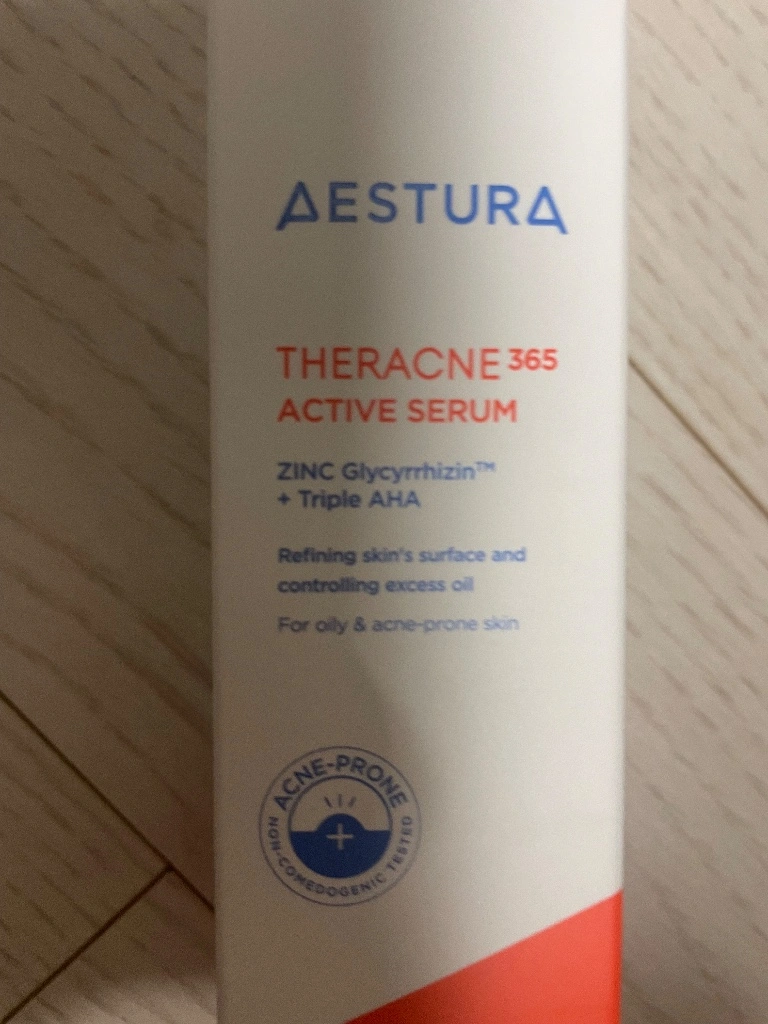 AESTURA
THERACNE 365
ACTIVE SERUM
ZINC Glycyrrhizin™
+ Triple AHA
Refining skin's surface and
controlling excess oil
For oily & acne-prone skin
ACNE-PRONE
NON-COMEDOGENIC TESTED